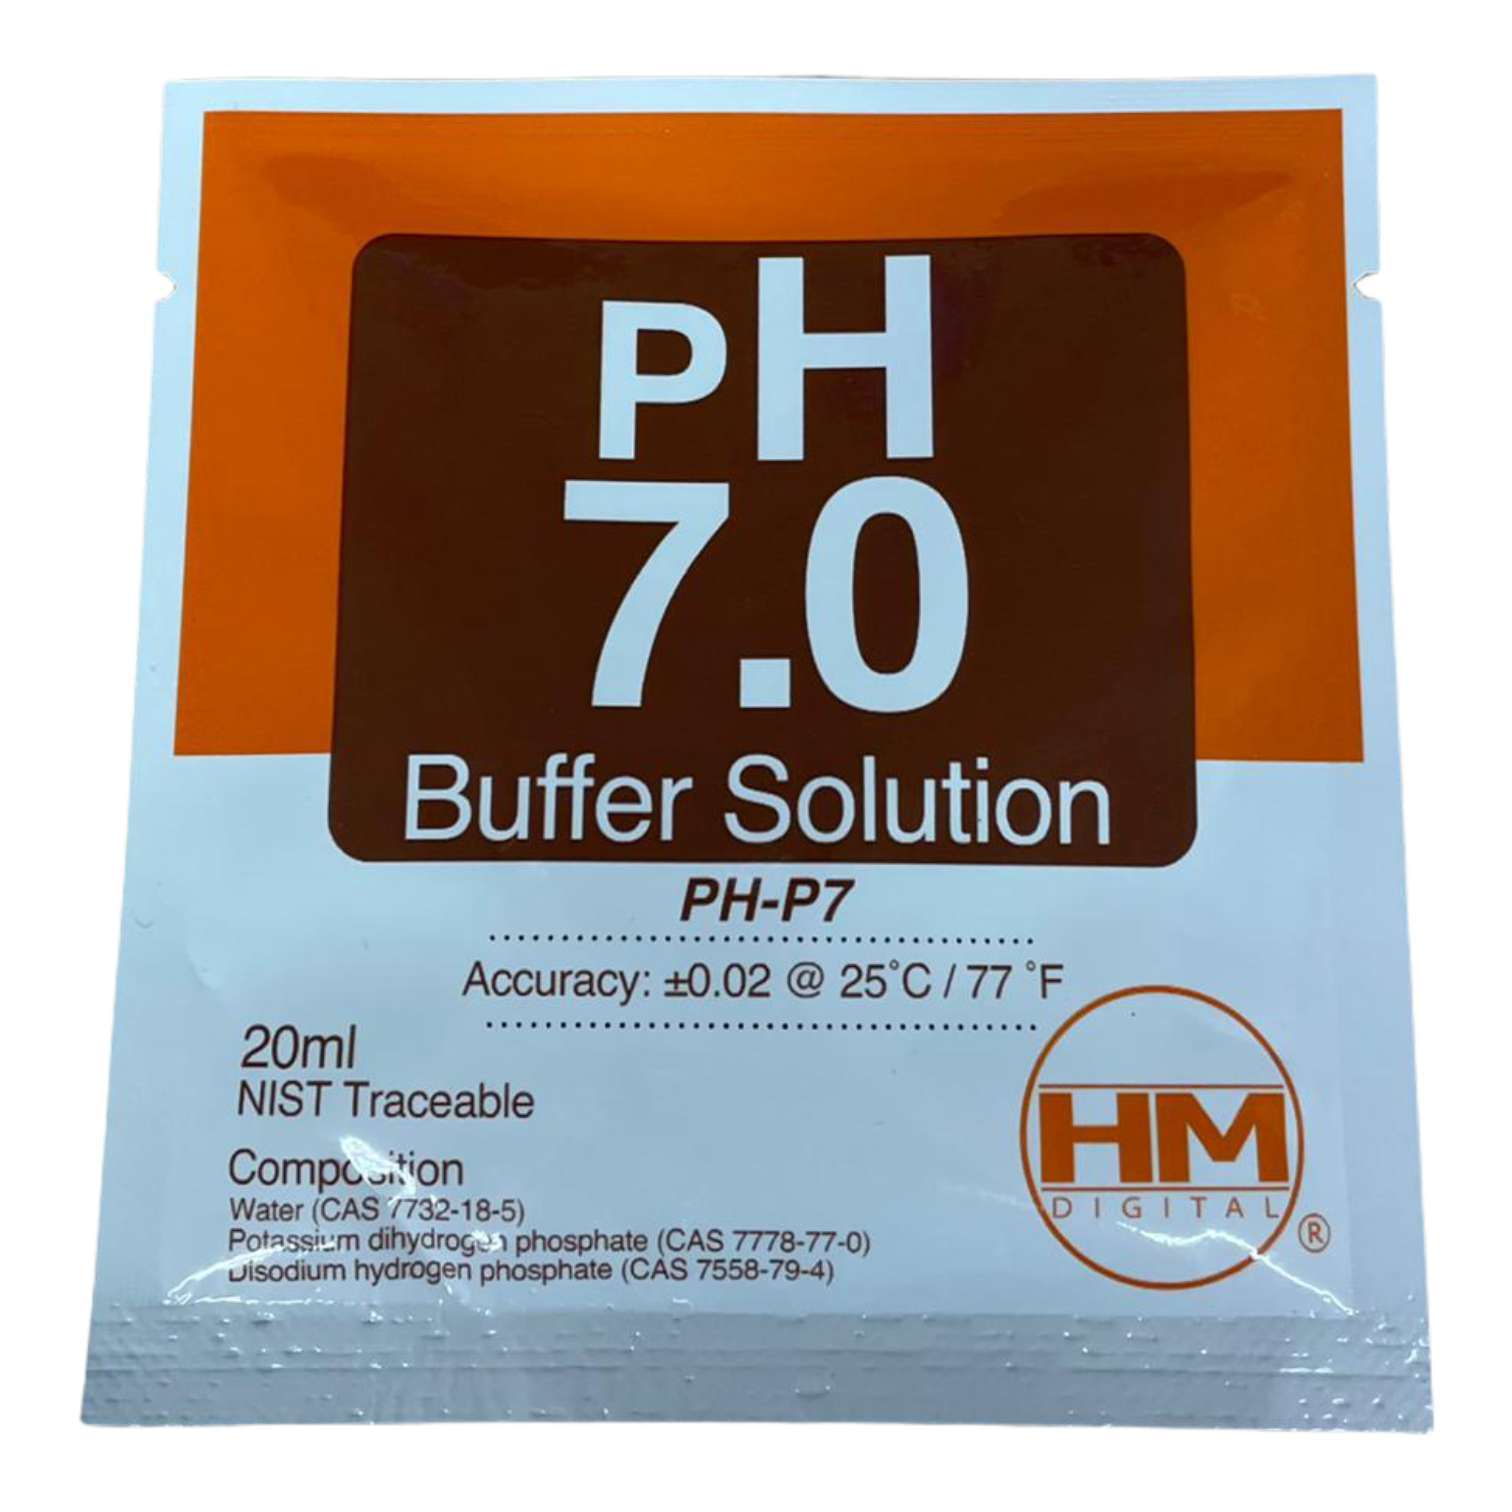 PH
7.0
Buffer Solution
PH-P7
Accuracy: ±0.02 @ 25°C / 77 °F
20ml
NIST Traceable
Composition
Water (CAS 7732-18-5)
Potassium dihydrogen phosphate (CAS 7778-77-0)
Disodium hydrogen phosphate (CAS 7558-79-4)
HM
DIGITAL
®